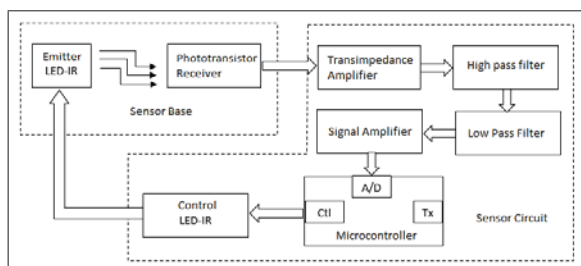 Emitter
LED-IR
Phototransistor
Receiver
Sensor Base
Transimpedance
Amplifier
High pass filter
Signal Amplifier
Low Pass Filter
Control
LED-IR
A/D
Ctl
Tx
Microcontroller
Sensor Circuit